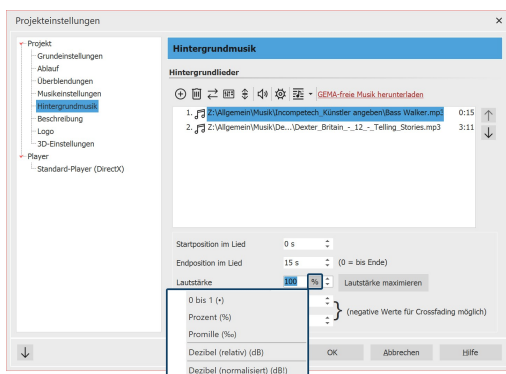 Projekteinstellungen
Projekt
Grundeinstellungen
Ablauf
Überblendungen
Musikeinstellungen
Hintergrundmusik
Beschreibung
Logo
3D-Einstellungen
Player
Standard-Player (DirectX)
Hintergrundmusik
Hintergrundlieder
GEMA-freie Musik herunterladen
1. Z:\Allgemein\Musik\Incompetech_Künstler angeben\Bass Walker.mp3 0:15
2. Z:\Allgemein\Musik\De...\Dexter_Britain_-_12_-_Telling_Stories.mp3 3:11
Startposition im Lied 0 s
Endposition im Lied 15 s (0 = bis Ende)
Lautstärke 100 % Lautstärke maximieren
0 bis 1 (•)
Prozent (%)
Promille (‰)
Dezibel (relativ) (dB)
Dezibel (normalisiert) (dB!)
(negative Werte für Crossfading möglich)
OK Abbrechen Hilfe